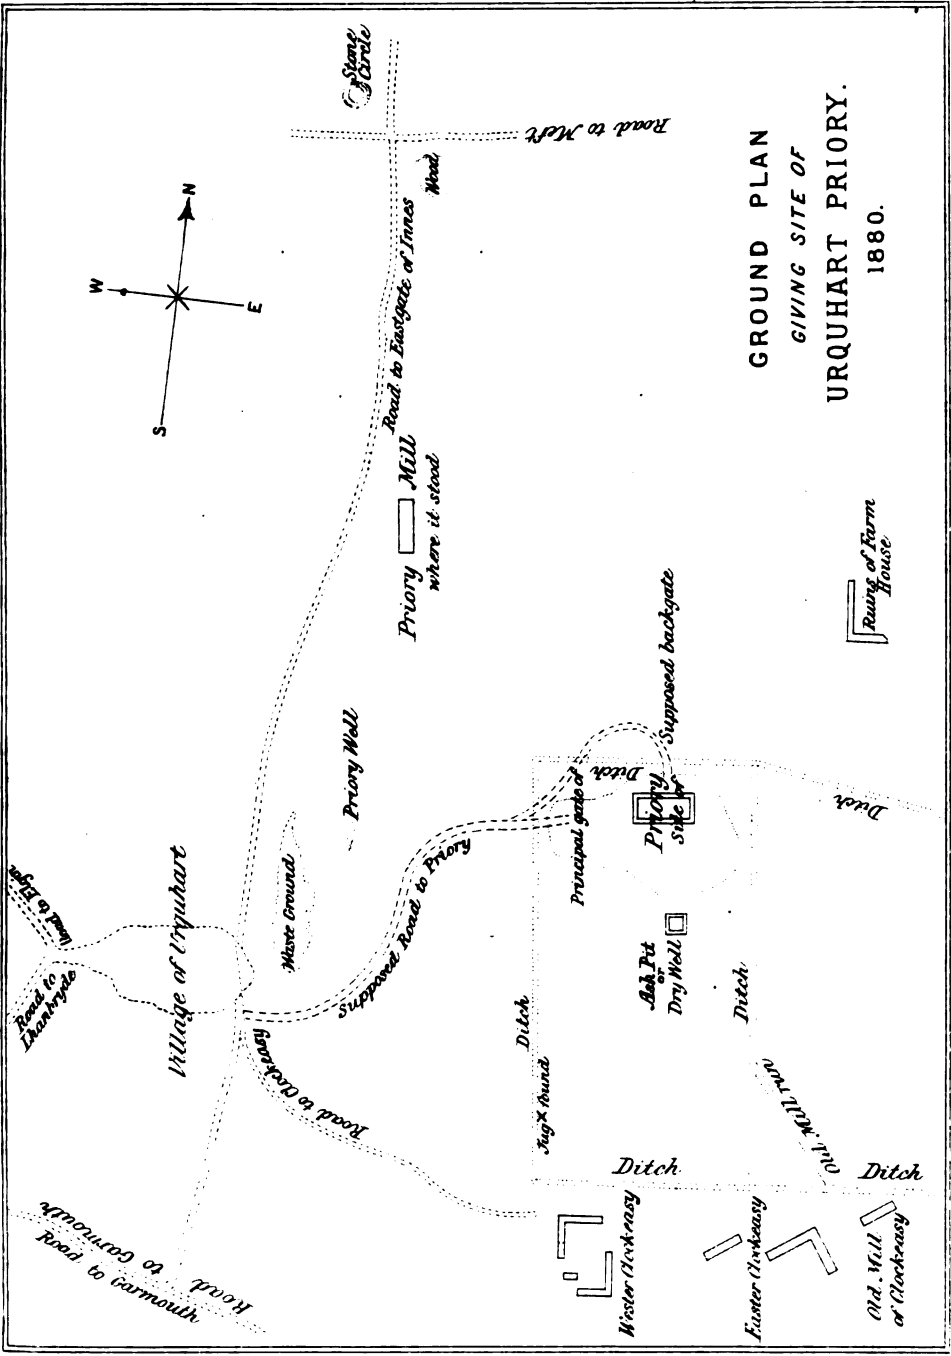 GROUND PLAN
GIVING SITE OF
URQUHART PRIORY.
1880.
Stone
Circle
Road to Meft
Wood
W
N
S
E
Road to Eastgate of Innes
Priory Mill
where it stood
Ruins of Farm
House
Supposed backgate
Priory Well
Ditch
Principal gate of
Priory
Site of
Ditch
Road to Elgin
Road to
Lhanbryde
Village of Urquhart
Waste Ground
Supposed Road to Priory
Ash Pit
or
Dry Well
Ditch
Ditch
Road to Clockeasy
Jug x found
Old Mill run
Ditch
Ditch
Road to Garmouth
Road to Garmouth
Wester Clockeasy
Easter Clockeasy
Old Mill
of Clockeasy